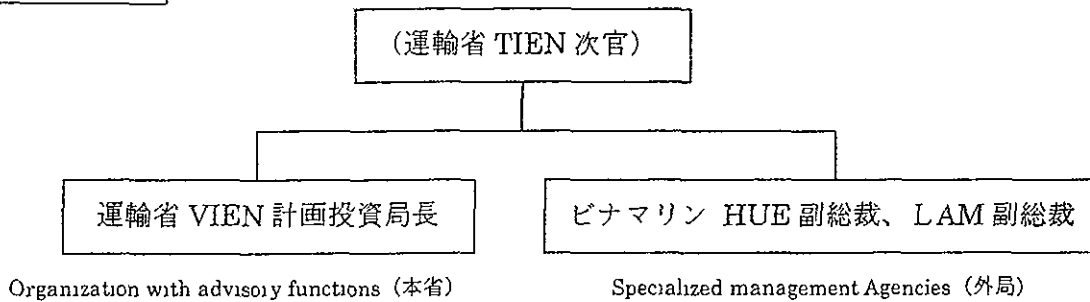 (運輸省 TIEN 次官)
運輸省 VIEN 計画投資局長
ビナマリン HUE 副総裁、LAM 副総裁
Organization with advisory functions (本省)
Specialized management Agencies (外局)